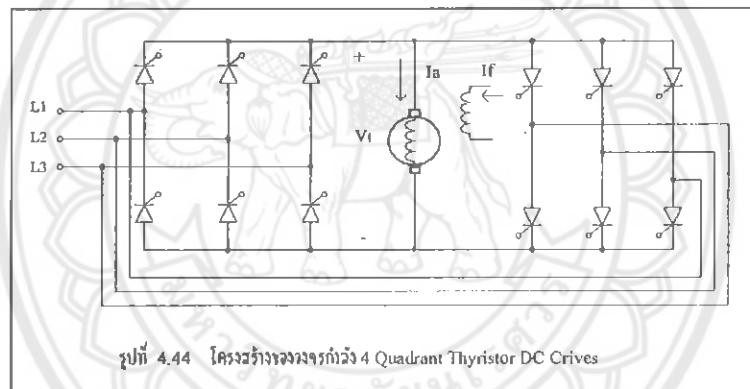 L1
L2
L3
+
Ia
If
Vt
-
รูปที่ 4.44 โครงสร้างของวงจรกำลัง 4 Quadrant Thyristor DC Crives